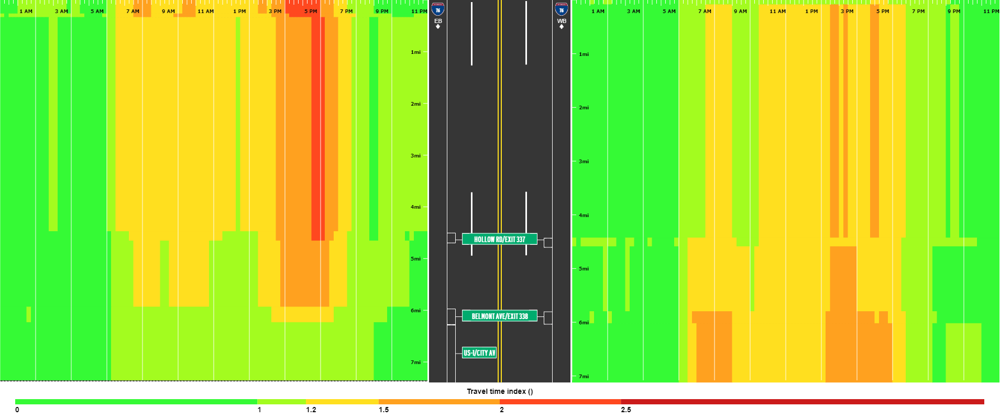 1 AM 3 AM 5 AM 7 AM 9 AM 11 AM 1 PM 3 PM 5 PM 7 PM 9 PM 11 PM
1mi
2mi
3mi
4mi
5mi
6mi
7mi
76
EB
76
WB
HOLLOW RD/EXIT 337
BELMONT AVE/EXIT 338
US-1/CITY AV
1 AM 3 AM 5 AM 7 AM 9 AM 11 AM 1 PM 3 PM 5 PM 7 PM 9 PM 11 PM
1mi
2mi
3mi
4mi
5mi
6mi
7mi
Travel time index ()
0 1 1.2 1.5 2 2.5